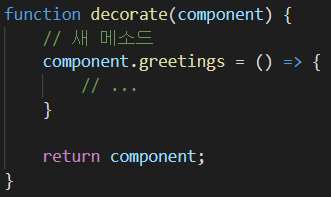 function decorate(component) {
    // 새 메소드
    component.greetings = () => {
        // ...
    }

    return component;
}